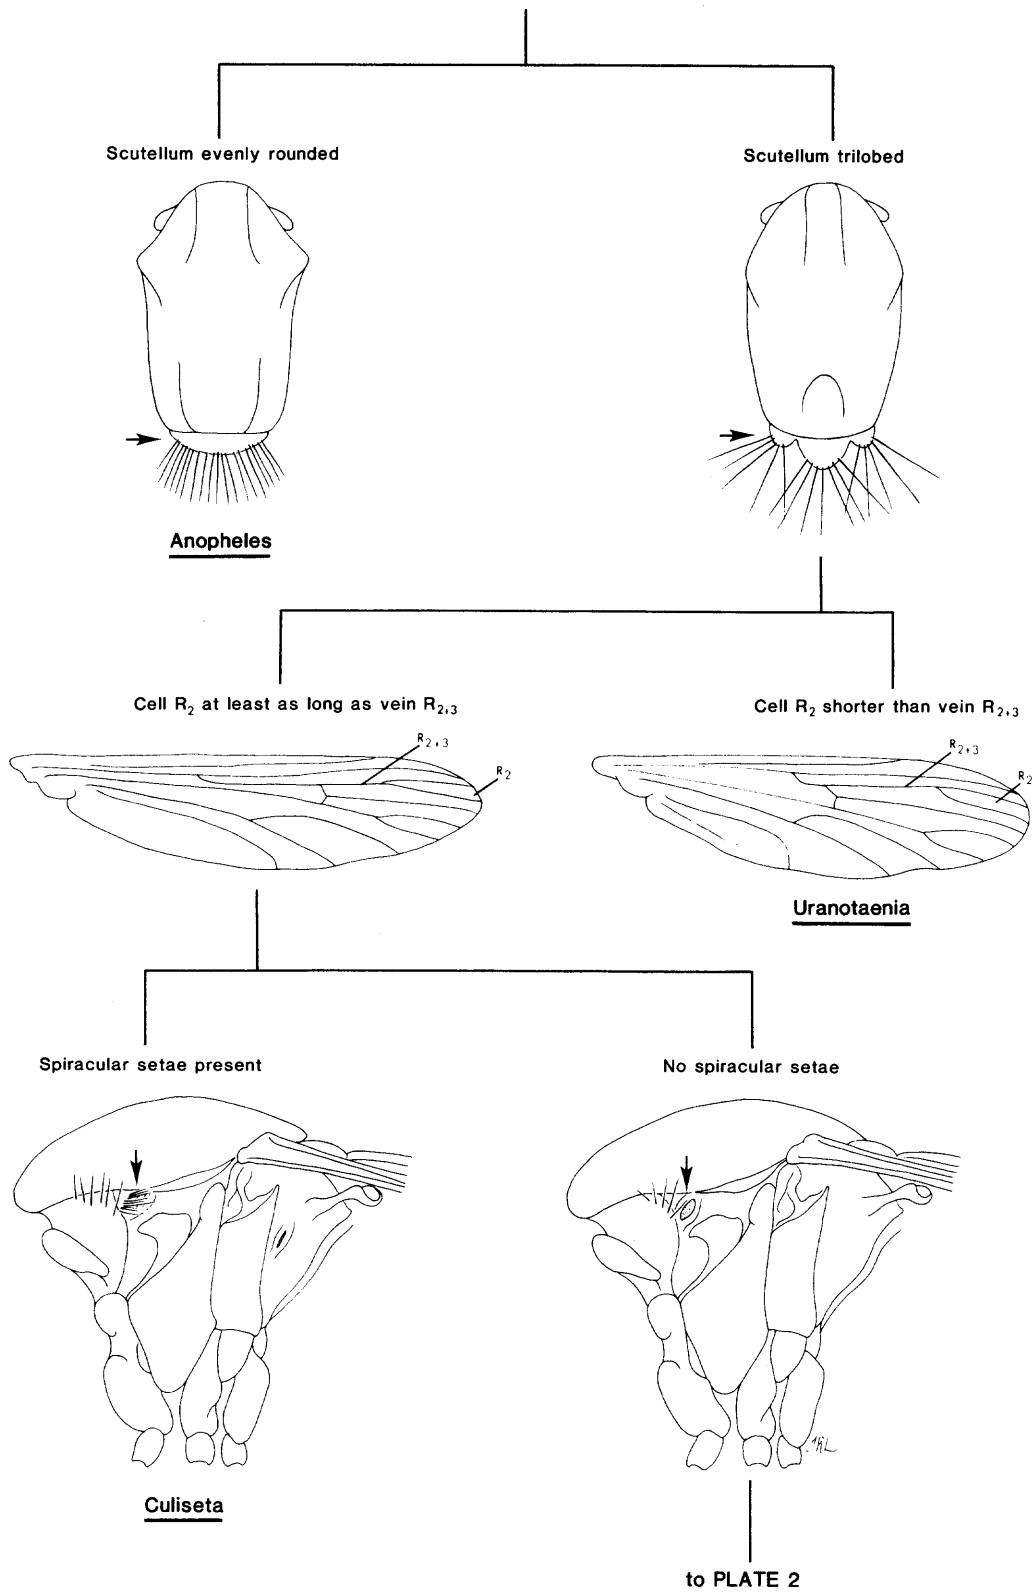 Scutellum evenly rounded
Scutellum trilobed
Anopheles
Cell R₂ at least as long as vein R₂₊₃
Cell R₂ shorter than vein R₂₊₃
R₂₊₃
R₂
R₂₊₃
R₂
Uranotaenia
Spiracular setae present
No spiracular setae
Culiseta
to PLATE 2